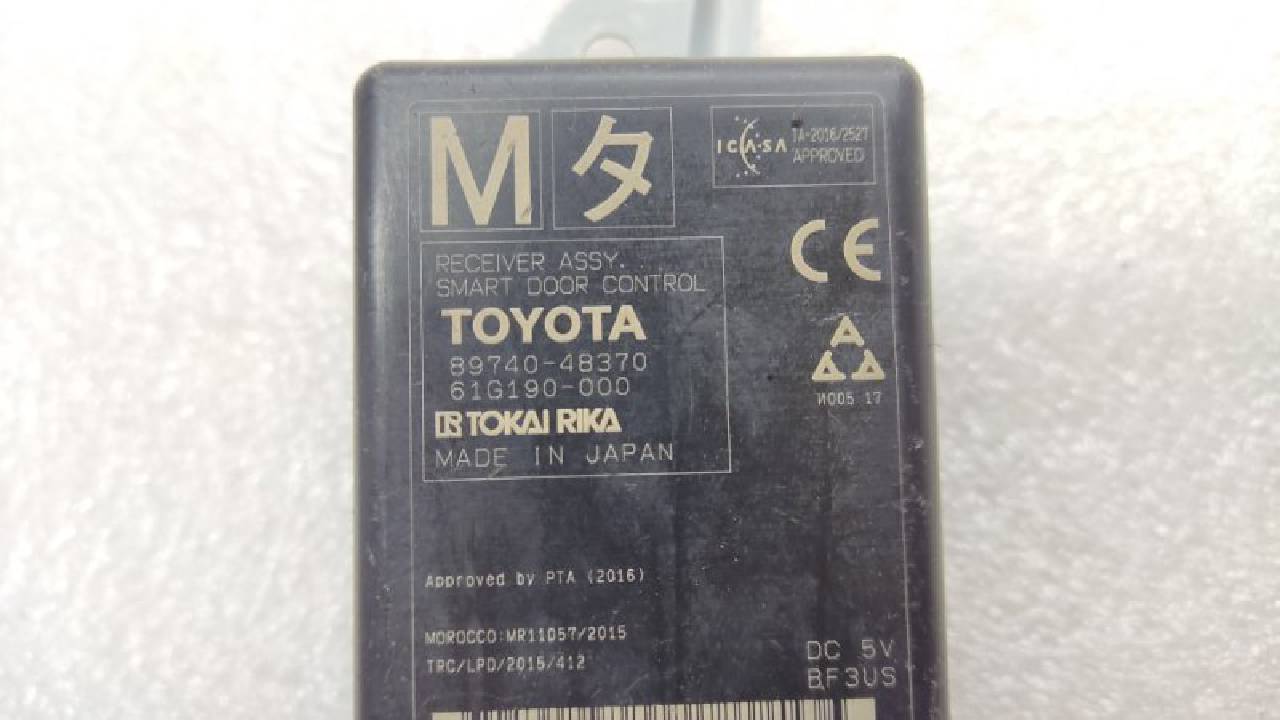 M タ
ICASA TA-2016/2527
APPROVED
CE
RECEIVER ASSY.
SMART DOOR CONTROL
TOYOTA
89740-48370
61G190-000
TOKAI RIKA
MADE IN JAPAN
И005 17
Approved by PTA (2016)
MOROCCO:MR11057/2015
TRC/LPD/2015/412
DC 5V
BF3US